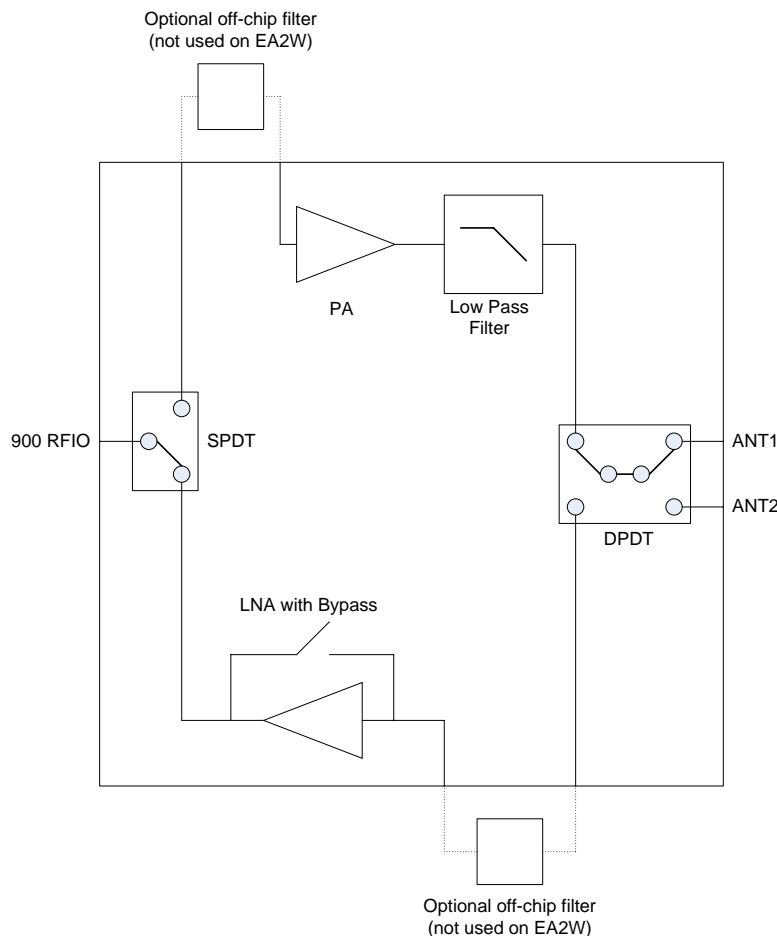 Optional off-chip filter
(not used on EA2W)
PA
Low Pass
Filter
900 RFIO
SPDT
ANT1
ANT2
DPDT
LNA with Bypass
Optional off-chip filter
(not used on EA2W)